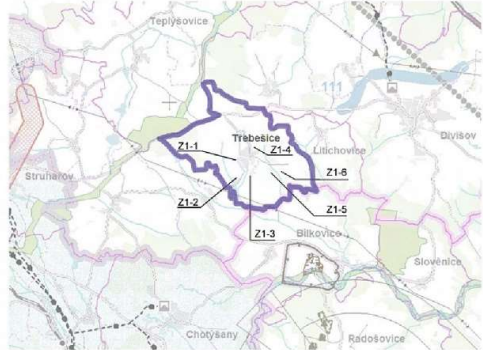 Teplýšovice
111
Divišov
Třebešice
Z1-1
Z1-4
Litichovice
Struhařov
Z1-6
Z1-2
Z1-5
Z1-3
Bílkovice
Slověnice
Chotýšany
Radošovice